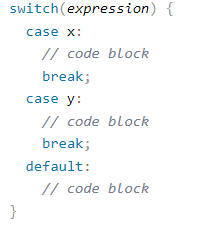 switch(expression) {
  case x:
    // code block
    break;
  case y:
    // code block
    break;
  default:
    // code block
}